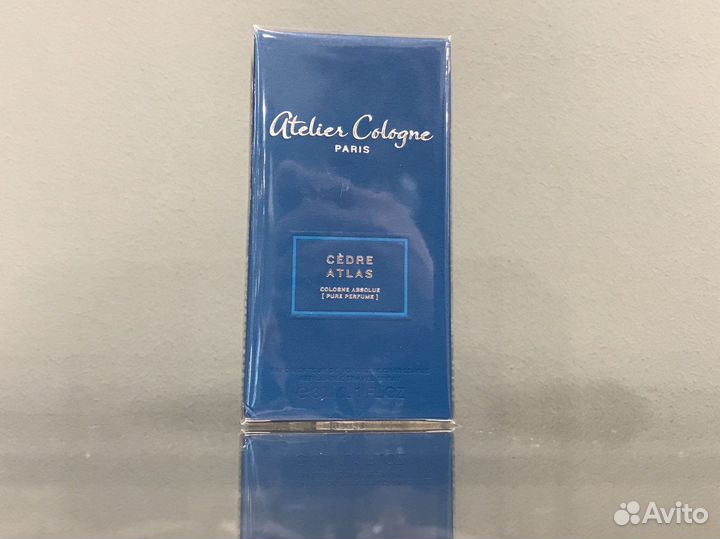 Atelier Cologne
PARIS
CÈDRE
ATLAS
COLOGNE ABSOLUE
[ PURE PERFUME ]
Avito